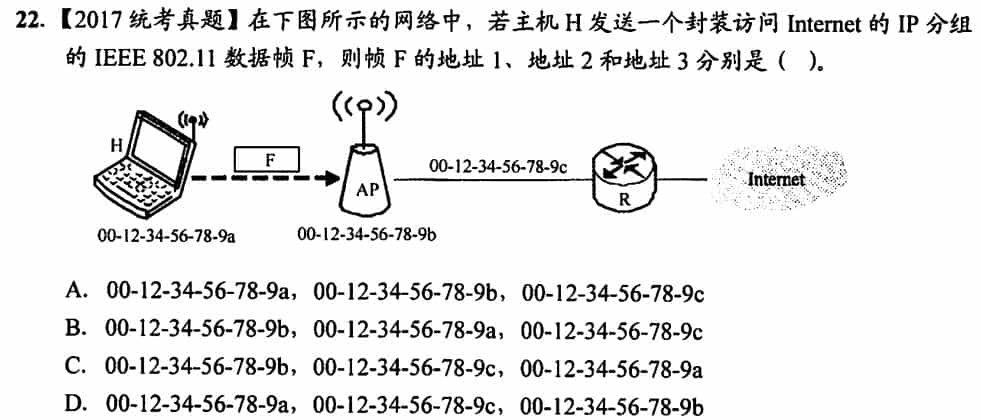 22.【2017 统考真题】在下图所示的网络中，若主机 H 发送一个封装访问 Internet 的 IP 分组
的 IEEE 802.11 数据帧 F，则帧 F 的地址 1、地址 2 和地址 3 分别是（ ）。
H
F
AP
00-12-34-56-78-9c
R
Internet
00-12-34-56-78-9a
00-12-34-56-78-9b
A. 00-12-34-56-78-9a，00-12-34-56-78-9b，00-12-34-56-78-9c
B. 00-12-34-56-78-9b，00-12-34-56-78-9a，00-12-34-56-78-9c
C. 00-12-34-56-78-9b，00-12-34-56-78-9c，00-12-34-56-78-9a
D. 00-12-34-56-78-9a，00-12-34-56-78-9c，00-12-34-56-78-9b